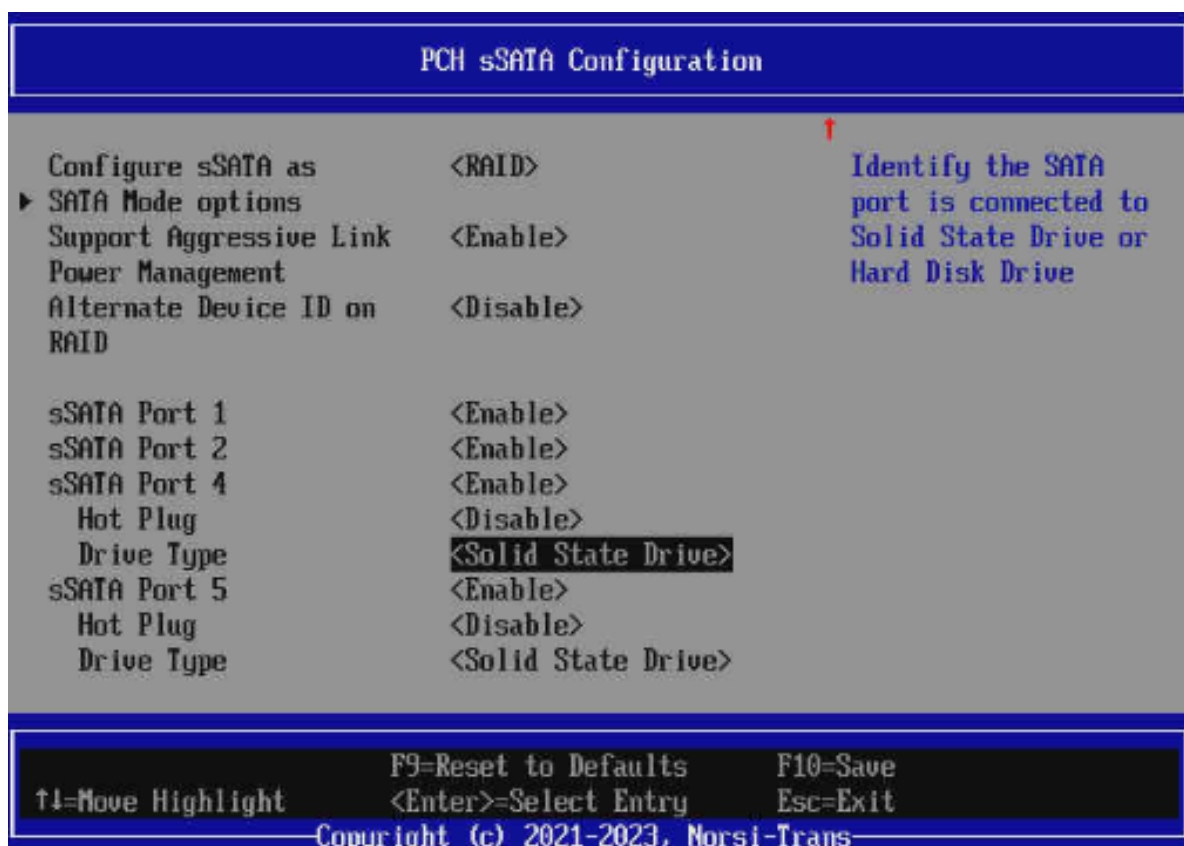 PCH sSATA Configuration
↑
Configure sSATA as <RAID> Identify the SATA
▶ SATA Mode options port is connected to
Support Aggressive Link <Enable> Solid State Drive or
Power Management Hard Disk Drive
Alternate Device ID on <Disable>
RAID
sSATA Port 1 <Enable>
sSATA Port 2 <Enable>
sSATA Port 4 <Enable>
Hot Plug <Disable>
Drive Type <Solid State Drive>
sSATA Port 5 <Enable>
Hot Plug <Disable>
Drive Type <Solid State Drive>
F9=Reset to Defaults F10=Save
↑↓=Move Highlight <Enter>=Select Entry Esc=Exit
Copyright (c) 2021-2023, Norsi-Trans